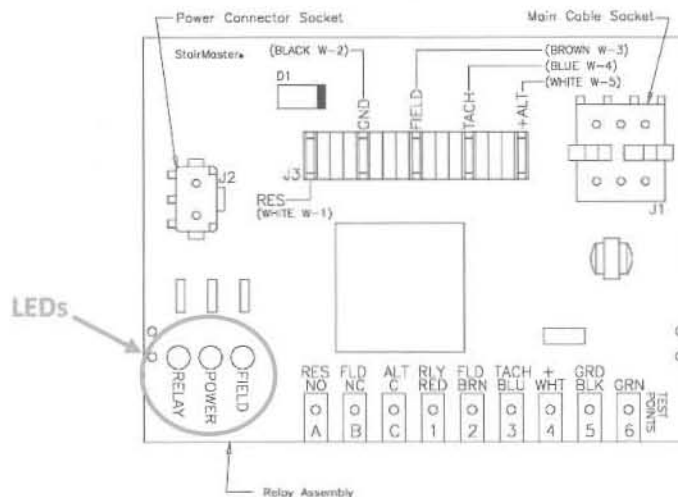 Power Connector Socket
Main Cable Socket
StairMaster
(BLACK W-2)
(BROWN W-3)
(BLUE W-4)
(WHITE W-5)
D1
GND
FIELD
TACH
+ALT
J3
J2
J1
RES
(WHITE W-1)
LEDs
RELAY
POWER
FIELD
RES FLD ALT RLY FLD TACH + GRD
NO NC C RED BRN BLU WHT BLK GRN
A B C 1 2 3 4 5 6
TEST
POINTS
Relay Assembly